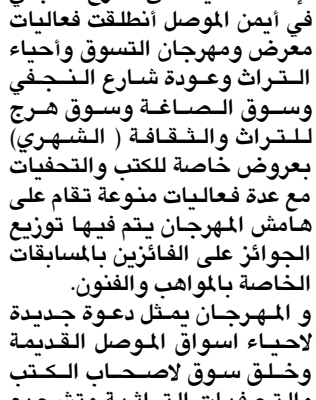 في أيمن الموصل أنطلقت فعاليات
معرض ومهرجان التسوق وأحياء
التراث وعودة شارع النجفي
وسوق الصاغة وسوق هرج
للتراث والثقافة ( الشهري)
بعروض خاصة للكتب والتحفيات
مع عدة فعاليات منوعة تقام على
هامش المهرجان يتم فيها توزيع
الجوائز على الفائزين بالمسابقات
الخاصة بالمواهب والفنون.
و المهرجان يمثل دعوة جديدة
لاحياء اسواق الموصل القديمة
وخلق سوق لاصحاب الكتب